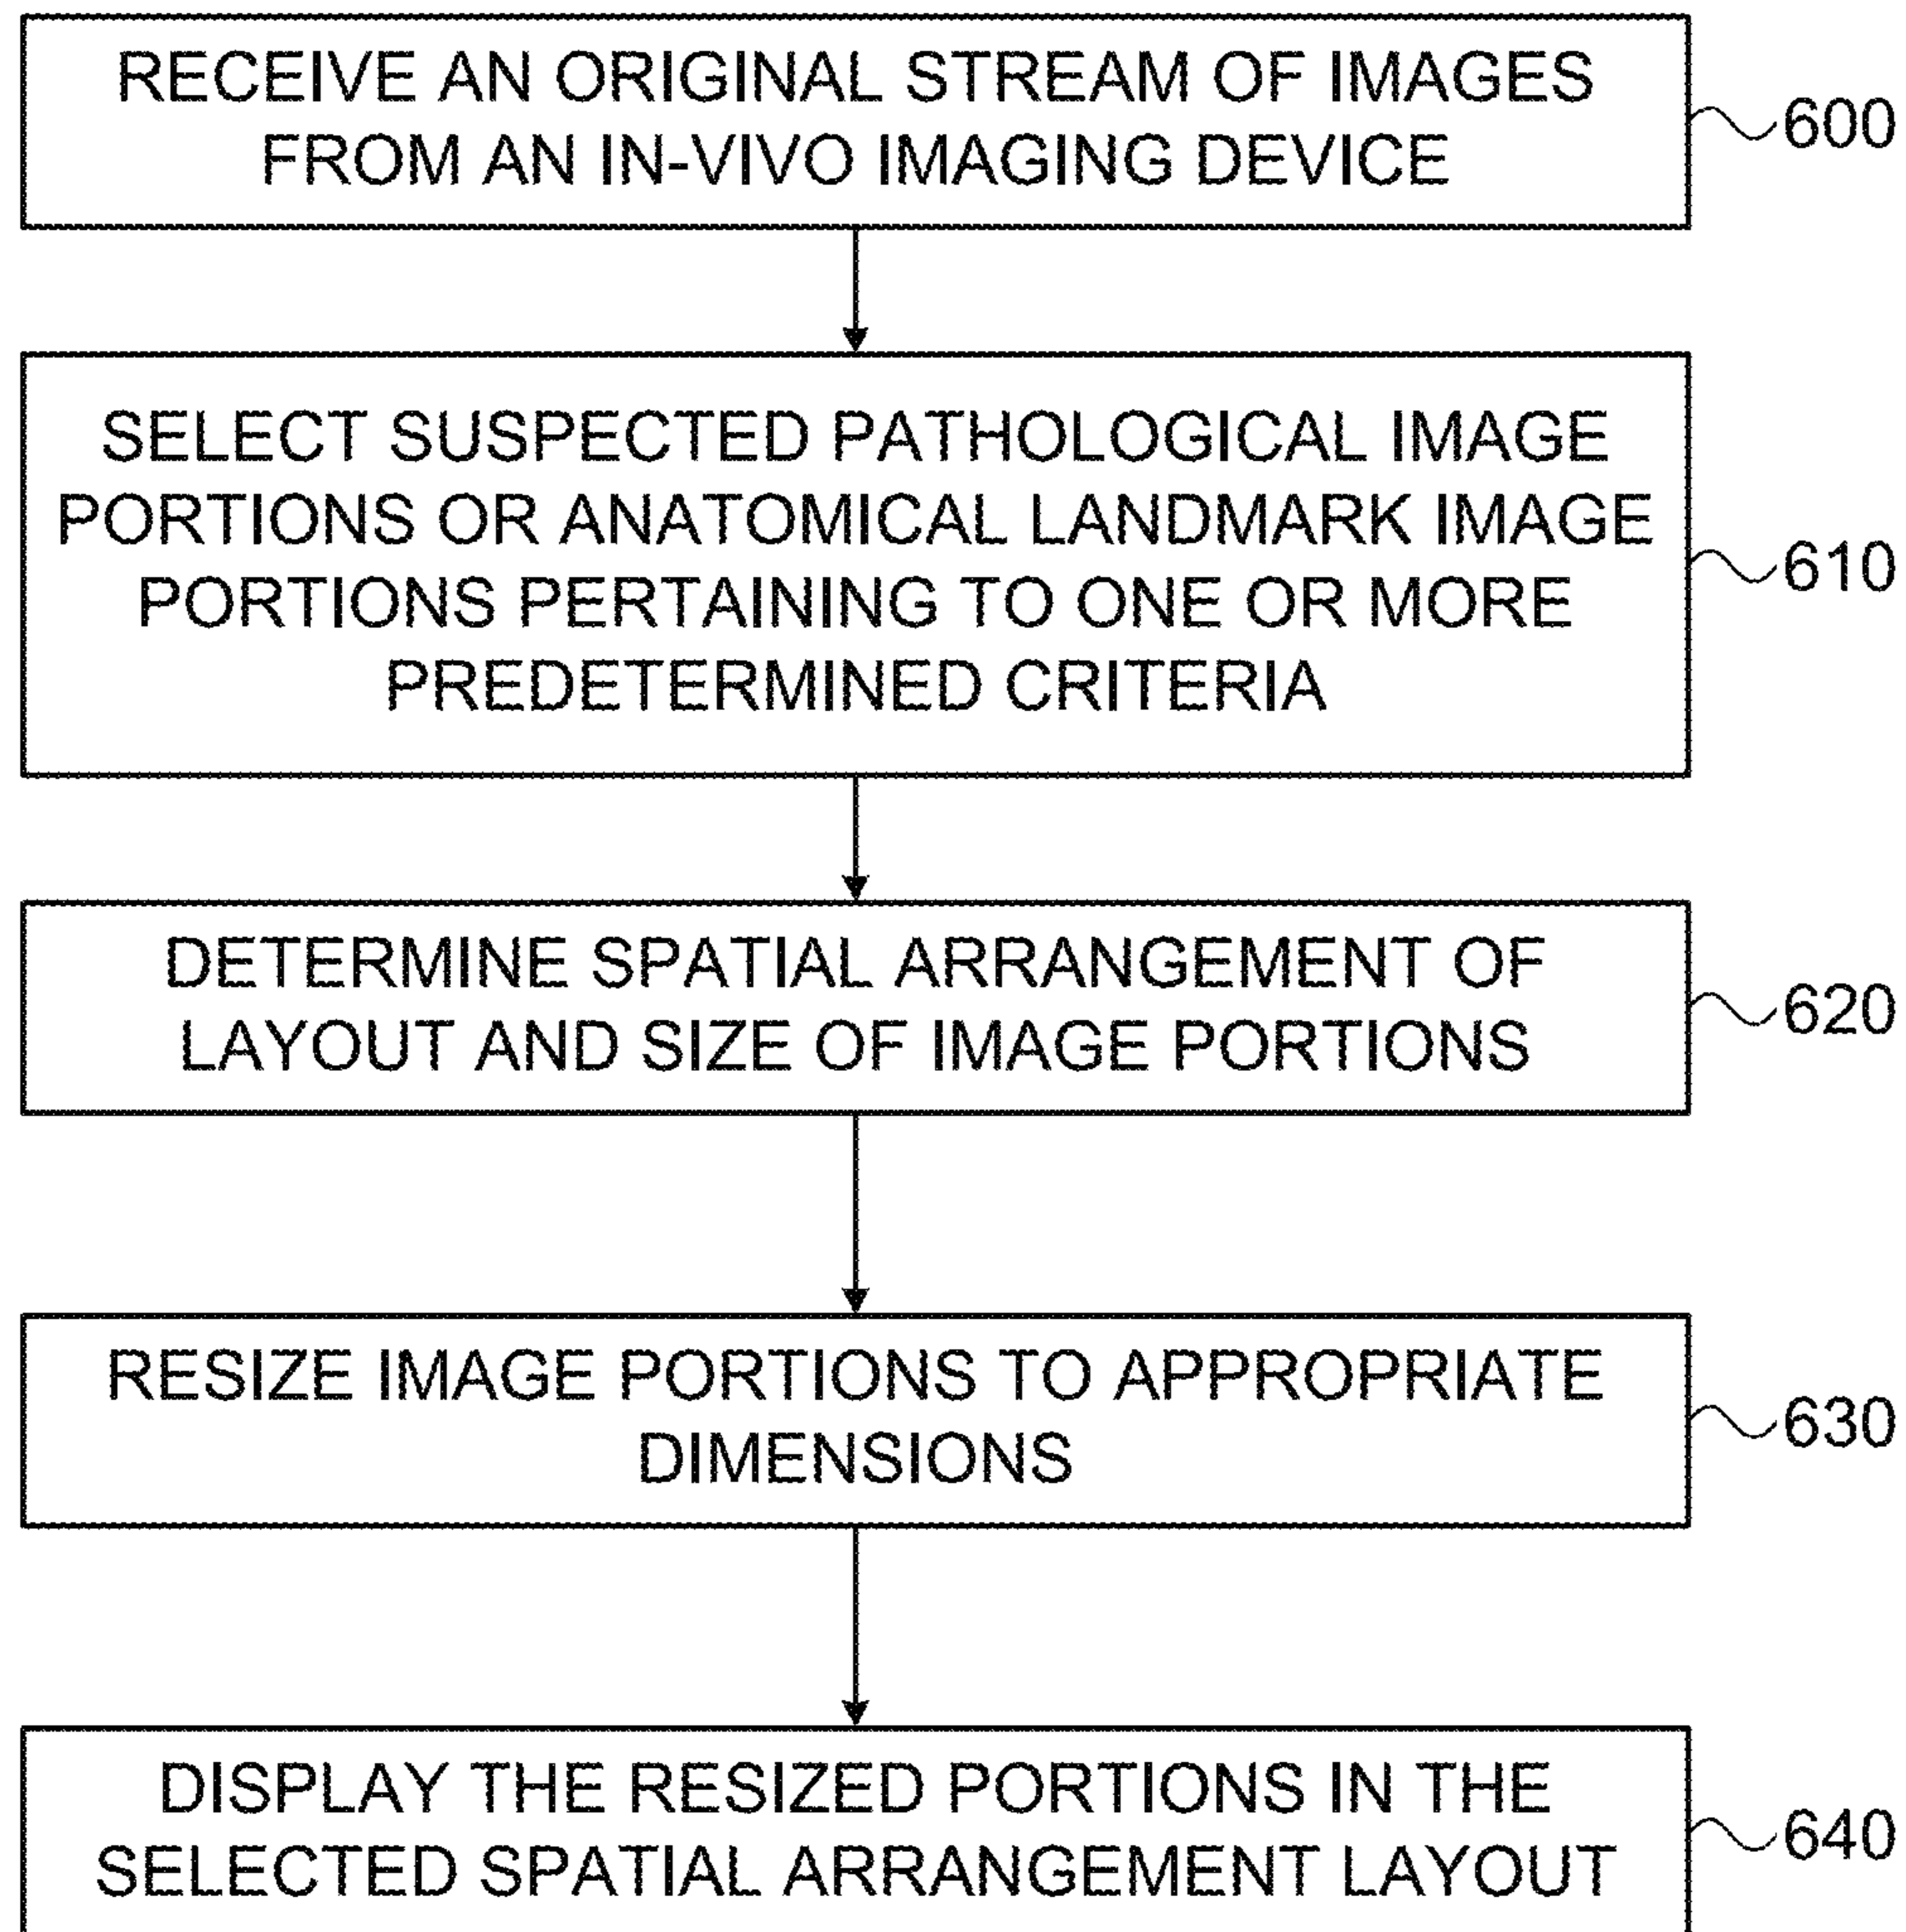 RECEIVE AN ORIGINAL STREAM OF IMAGES
FROM AN IN-VIVO IMAGING DEVICE
600
SELECT SUSPECTED PATHOLOGICAL IMAGE
PORTIONS OR ANATOMICAL LANDMARK IMAGE
PORTIONS PERTAINING TO ONE OR MORE
PREDETERMINED CRITERIA
610
DETERMINE SPATIAL ARRANGEMENT OF
LAYOUT AND SIZE OF IMAGE PORTIONS
620
RESIZE IMAGE PORTIONS TO APPROPRIATE
DIMENSIONS
630
DISPLAY THE RESIZED PORTIONS IN THE
SELECTED SPATIAL ARRANGEMENT LAYOUT
640